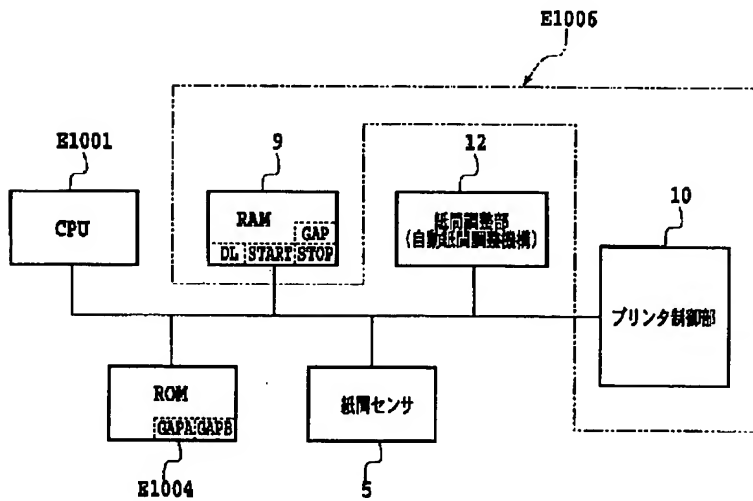 E1006
E1001
9
12
10
CPU
RAM
GAP
DL START STOP
紙間調整部
(自動紙間調整機構)
プリンタ制御部
ROM
GAPA GAPB
紙間センサ
E1004
5